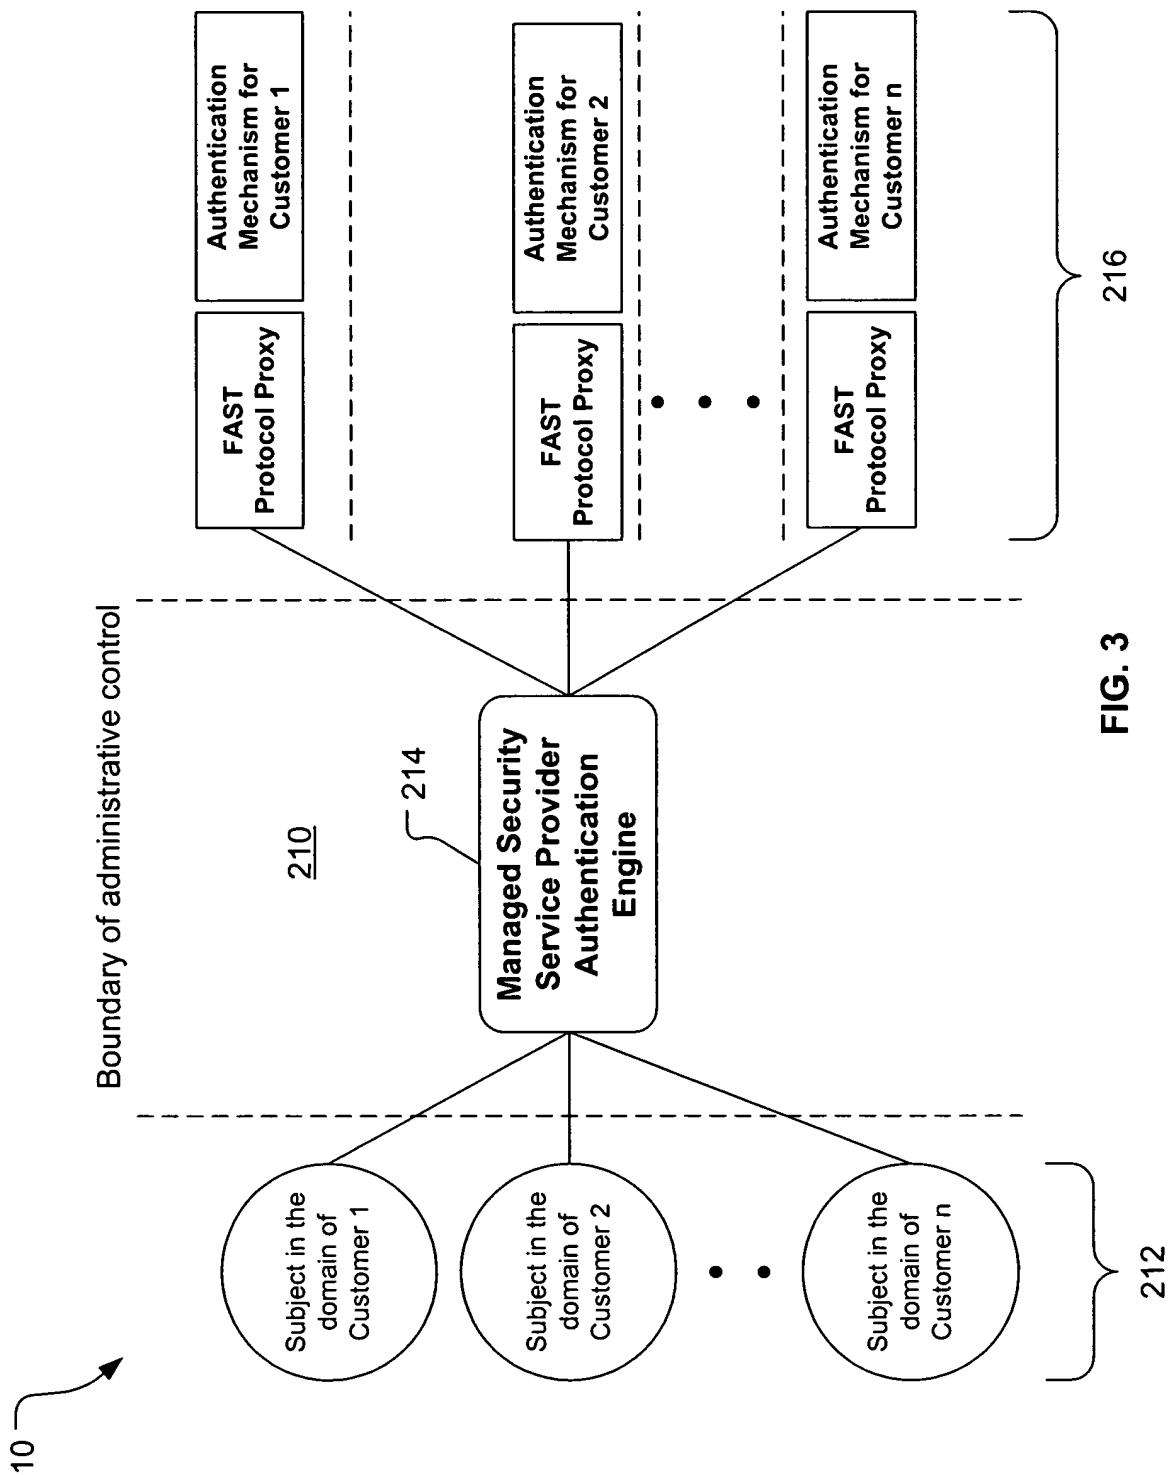 10
Boundary of administrative control
210
Subject in the
domain of
Customer 1
Subject in the
domain of
Customer 2
Subject in the
domain of
Customer n
212
214
Managed Security
Service Provider
Authentication
Engine
FAST
Protocol Proxy
Authentication
Mechanism for
Customer 1
FAST
Protocol Proxy
Authentication
Mechanism for
Customer 2
FAST
Protocol Proxy
Authentication
Mechanism for
Customer n
216
FIG. 3